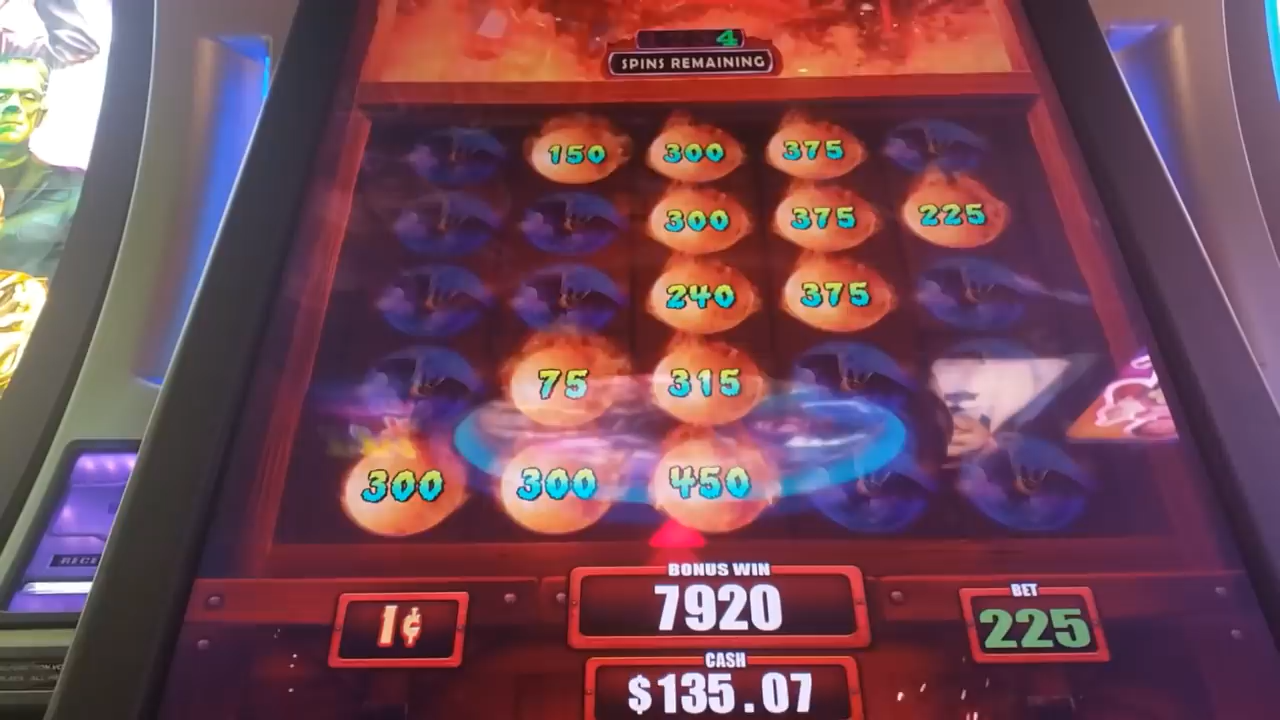 4
SPINS REMAINING
150 300 375
300 375 225
240 375
75 315
300 300 450
BONUS WIN
7920
1¢
BET
225
CASH
$135.07